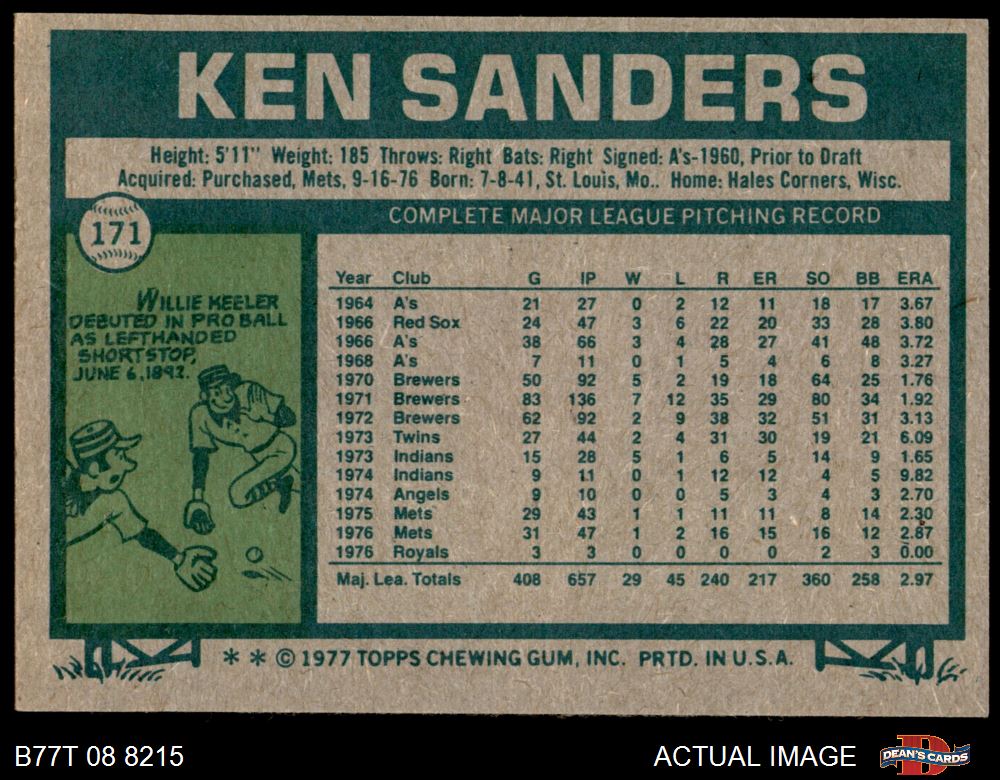 KEN SANDERS
Height: 5'11" Weight: 185 Throws: Right Bats: Right Signed: A's-1960, Prior to Draft
Acquired: Purchased, Mets, 9-16-76 Born: 7-8-41, St. Louis, Mo.. Home: Hales Corners, Wisc.
171
COMPLETE MAJOR LEAGUE PITCHING RECORD
WILLIE KEELER
DEBUTED IN PRO BALL
AS LEFTHANDED
SHORTSTOP,
JUNE 6, 1892.
Year Club G IP W L R ER SO BB ERA
1964 A's 21 27 0 2 12 11 18 17 3.67
1966 Red Sox 24 47 3 6 22 20 33 28 3.80
1966 A's 38 66 3 4 28 27 41 48 3.72
1968 A's 7 11 0 1 5 4 6 8 3.27
1970 Brewers 50 92 5 2 19 18 64 25 1.76
1971 Brewers 83 136 7 12 35 29 80 34 1.92
1972 Brewers 62 92 2 9 38 32 51 31 3.13
1973 Twins 27 44 2 4 31 30 19 21 6.09
1973 Indians 15 28 5 1 6 5 14 9 1.65
1974 Indians 9 11 0 1 12 12 4 5 9.82
1974 Angels 9 10 0 0 5 3 4 3 2.70
1975 Mets 29 43 1 1 11 11 8 14 2.30
1976 Mets 31 47 1 2 16 15 16 12 2.87
1976 Royals 3 3 0 0 0 0 2 3 0.00
Maj. Lea. Totals 408 657 29 45 240 217 360 258 2.97
* * © 1977 TOPPS CHEWING GUM, INC. PRTD. IN U.S.A.
B77T 08 8215
ACTUAL IMAGE
DEAN'S CARDS